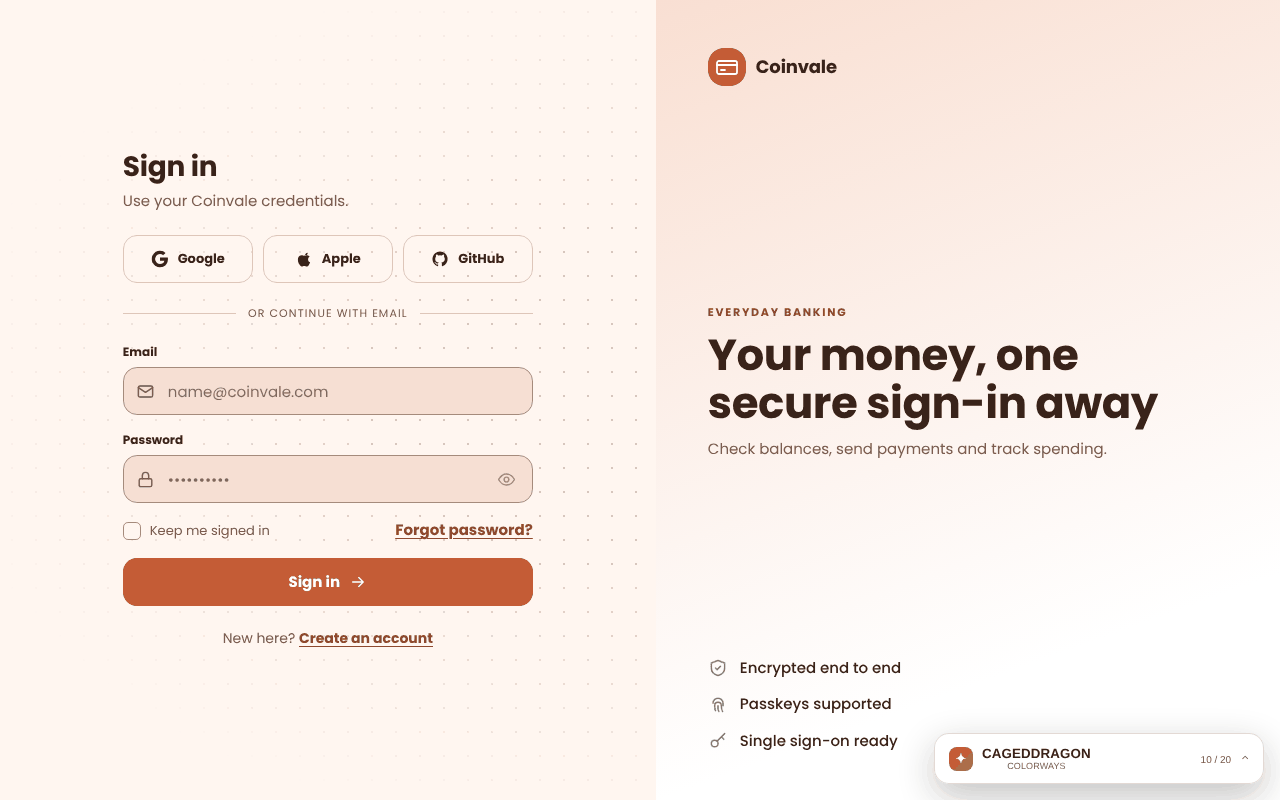 Sign in
Use your Coinvale credentials.
Google
Apple
GitHub
OR CONTINUE WITH EMAIL
Email
name@coinvale.com
Password
••••••••••
Keep me signed in
Forgot password?
Sign in →
New here? Create an account
Coinvale
EVERYDAY BANKING
Your money, one
secure sign-in away
Check balances, send payments and track spending.
Encrypted end to end
Passkeys supported
Single sign-on ready
CAGEDDRAGON
COLORWAYS
10 / 20